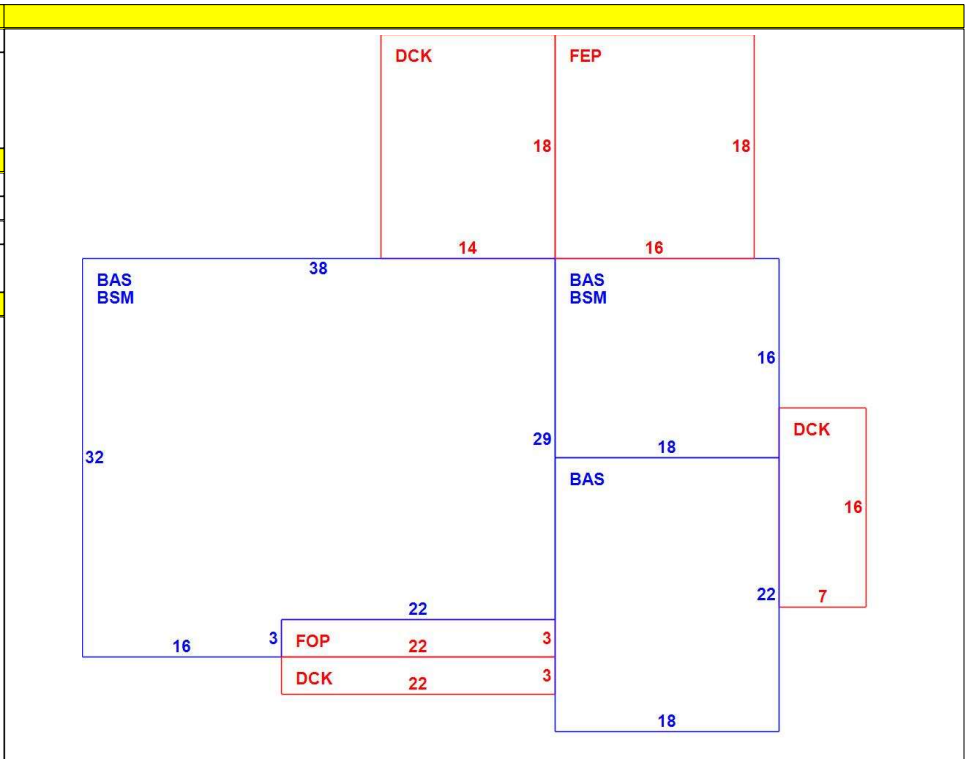 DCK FEP
18 18
14 16
38
BAS BAS
BSM BSM
16
DCK
29
18
32
BAS
16
22
7
22
3 FOP 22 3
16
DCK 22 3
18